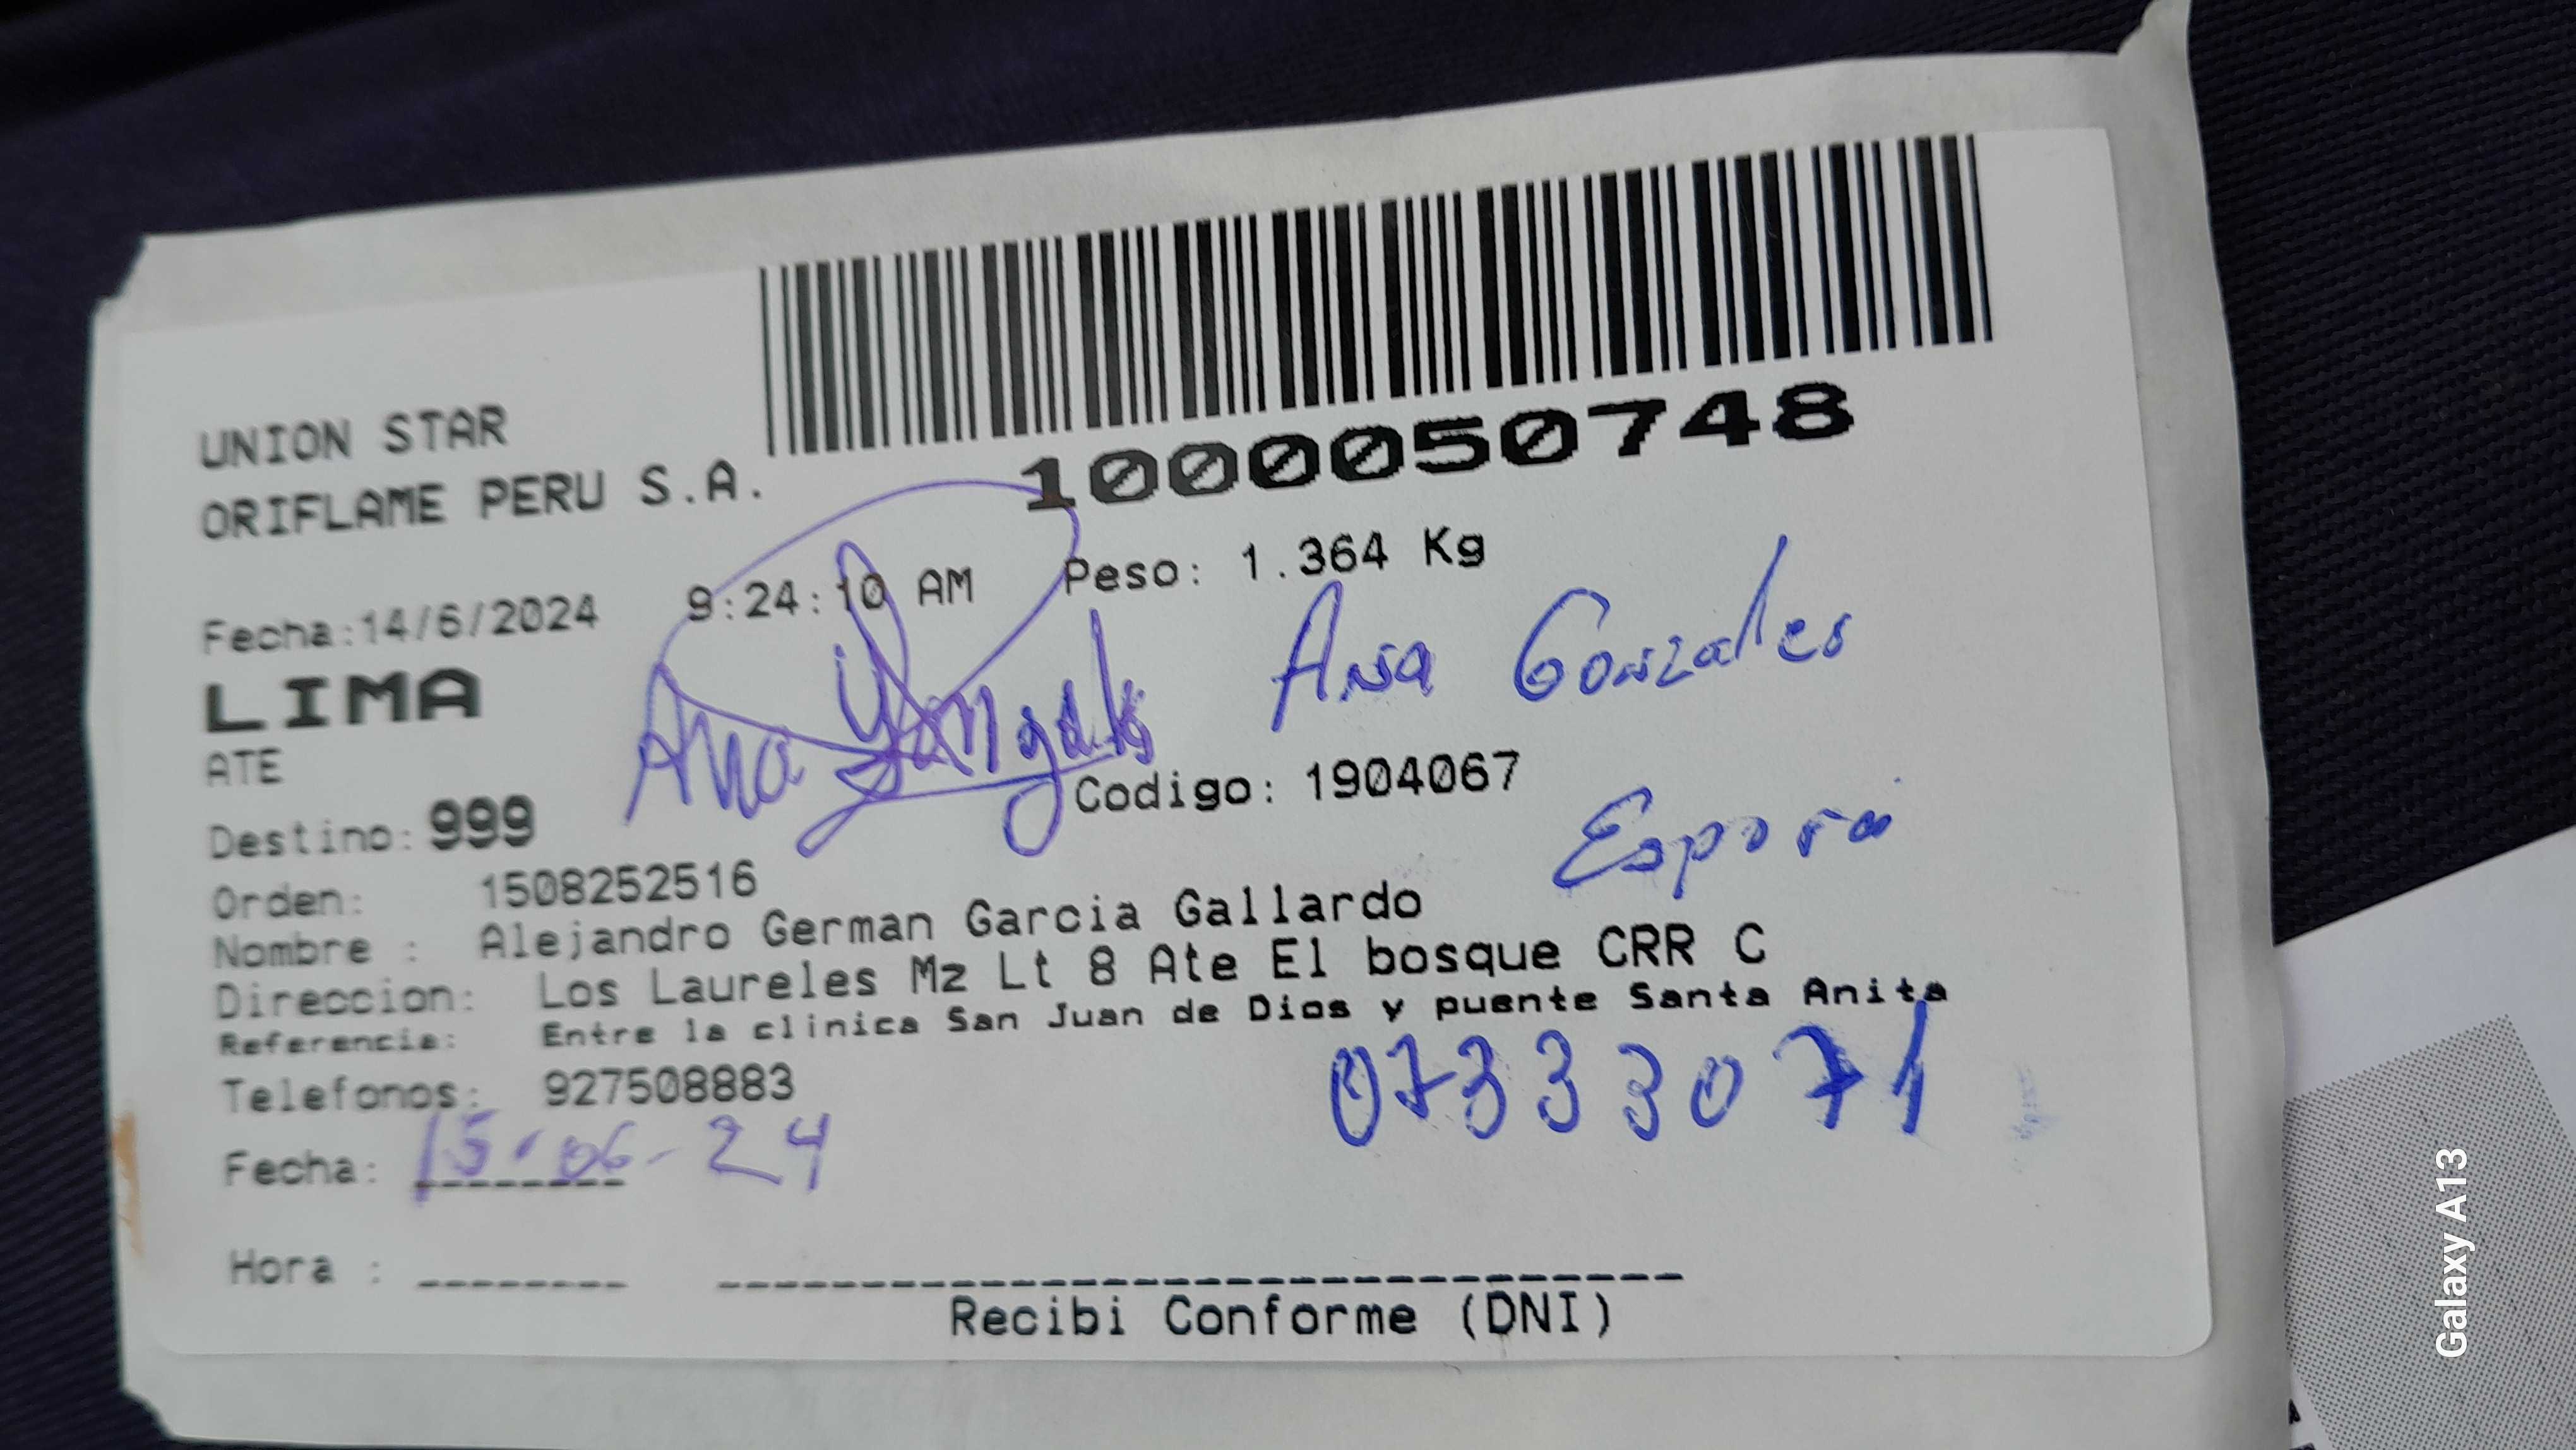 1000050748
UNION STAR
ORIFLAME PERU S.A.
Fecha:14/6/2024 9:24:10 AM Peso: 1.364 Kg
LIMA
Ana Gonzales
Ana Gonzales
ATE
Codigo: 1904067
Destino: 999
Esposa
Orden: 1508252516
Nombre : Alejandro German Garcia Gallardo
Direccion: Los Laureles Mz Lt 8 Ate El bosque CRR C
Referencia: Entre la clinica San Juan de Dios y puente Santa Anita
Telefonos: 927508883
07333071
Fecha: 15-06-24
Hora : --------
Recibi Conforme (DNI)
Galaxy A13